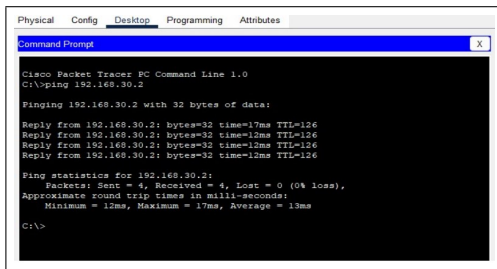 Physical Config Desktop Programming Attributes
Command Prompt X
Cisco Packet Tracer PC Command Line 1.0
C:\>ping 192.168.30.2
Pinging 192.168.30.2 with 32 bytes of data:
Reply from 192.168.30.2: bytes=32 time=17ms TTL=126
Reply from 192.168.30.2: bytes=32 time=12ms TTL=126
Reply from 192.168.30.2: bytes=32 time=12ms TTL=126
Reply from 192.168.30.2: bytes=32 time=12ms TTL=126
Ping statistics for 192.168.30.2:
Packets: Sent = 4, Received = 4, Lost = 0 (0% loss),
Approximate round trip times in milli-seconds:
Minimum = 12ms, Maximum = 17ms, Average = 13ms
C:\>